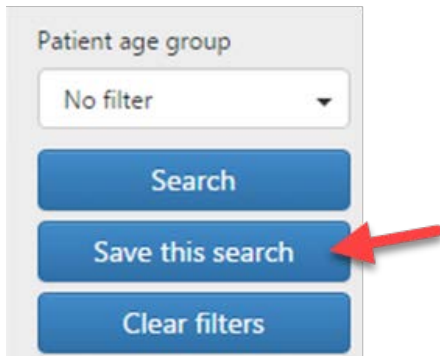 Patient age group
No filter
Search
Save this search
Clear filters